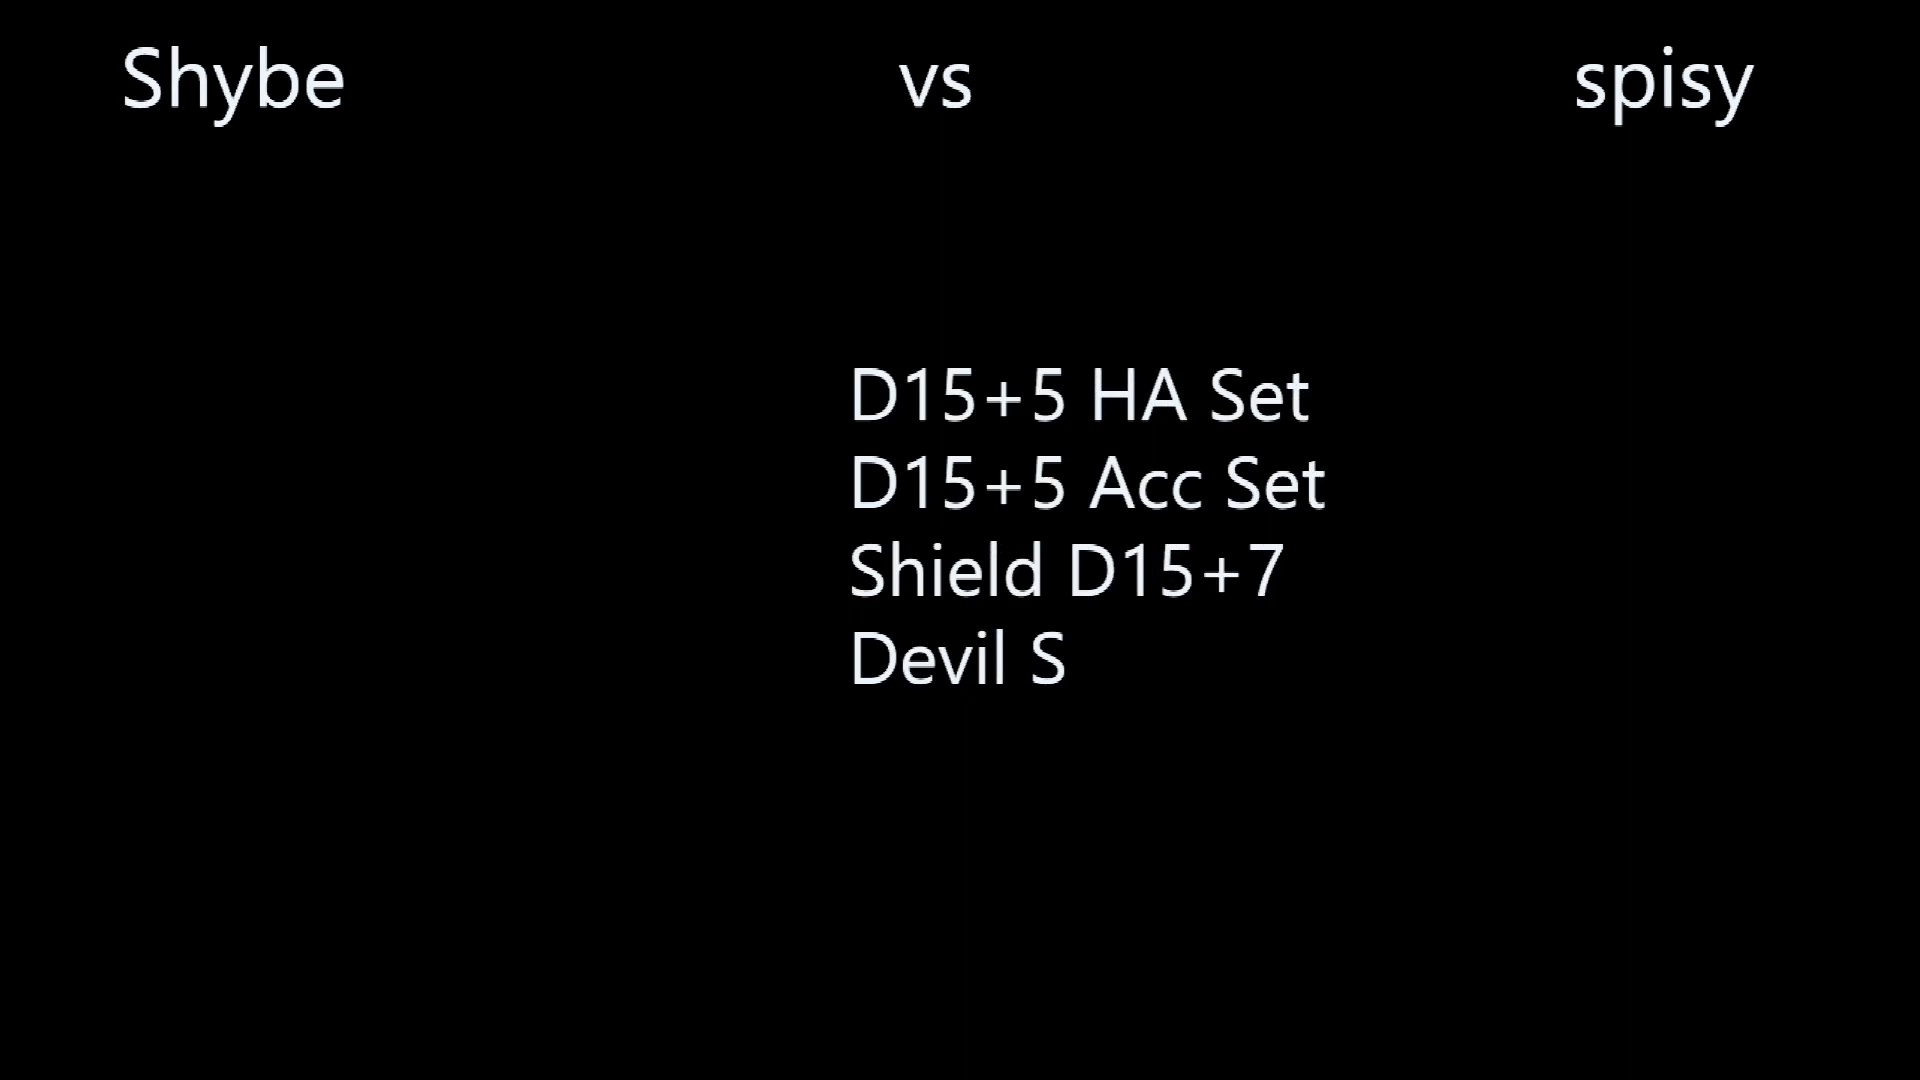 Shybe vs spisy
D15+5 HA Set
D15+5 Acc Set
Shield D15+7
Devil S